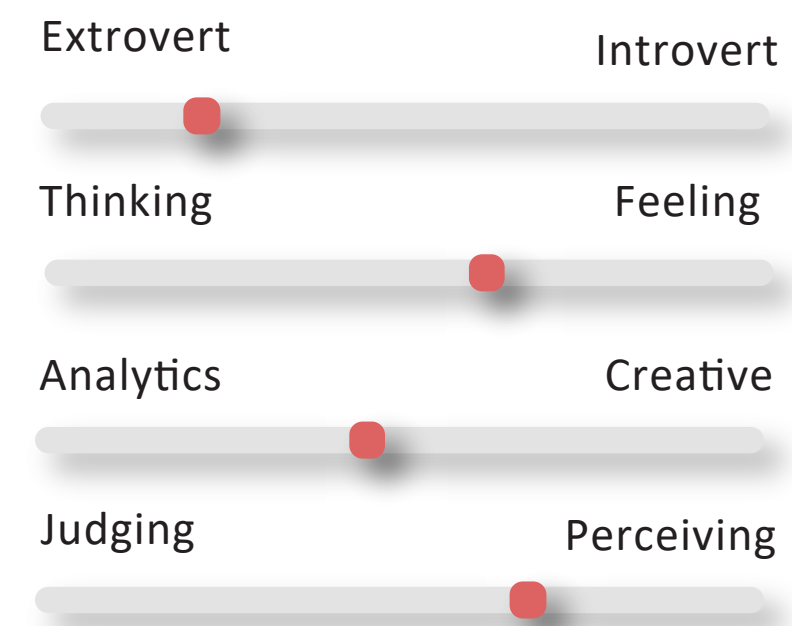 Extrovert Introvert
Thinking Feeling
Analytics Creative
Judging Perceiving